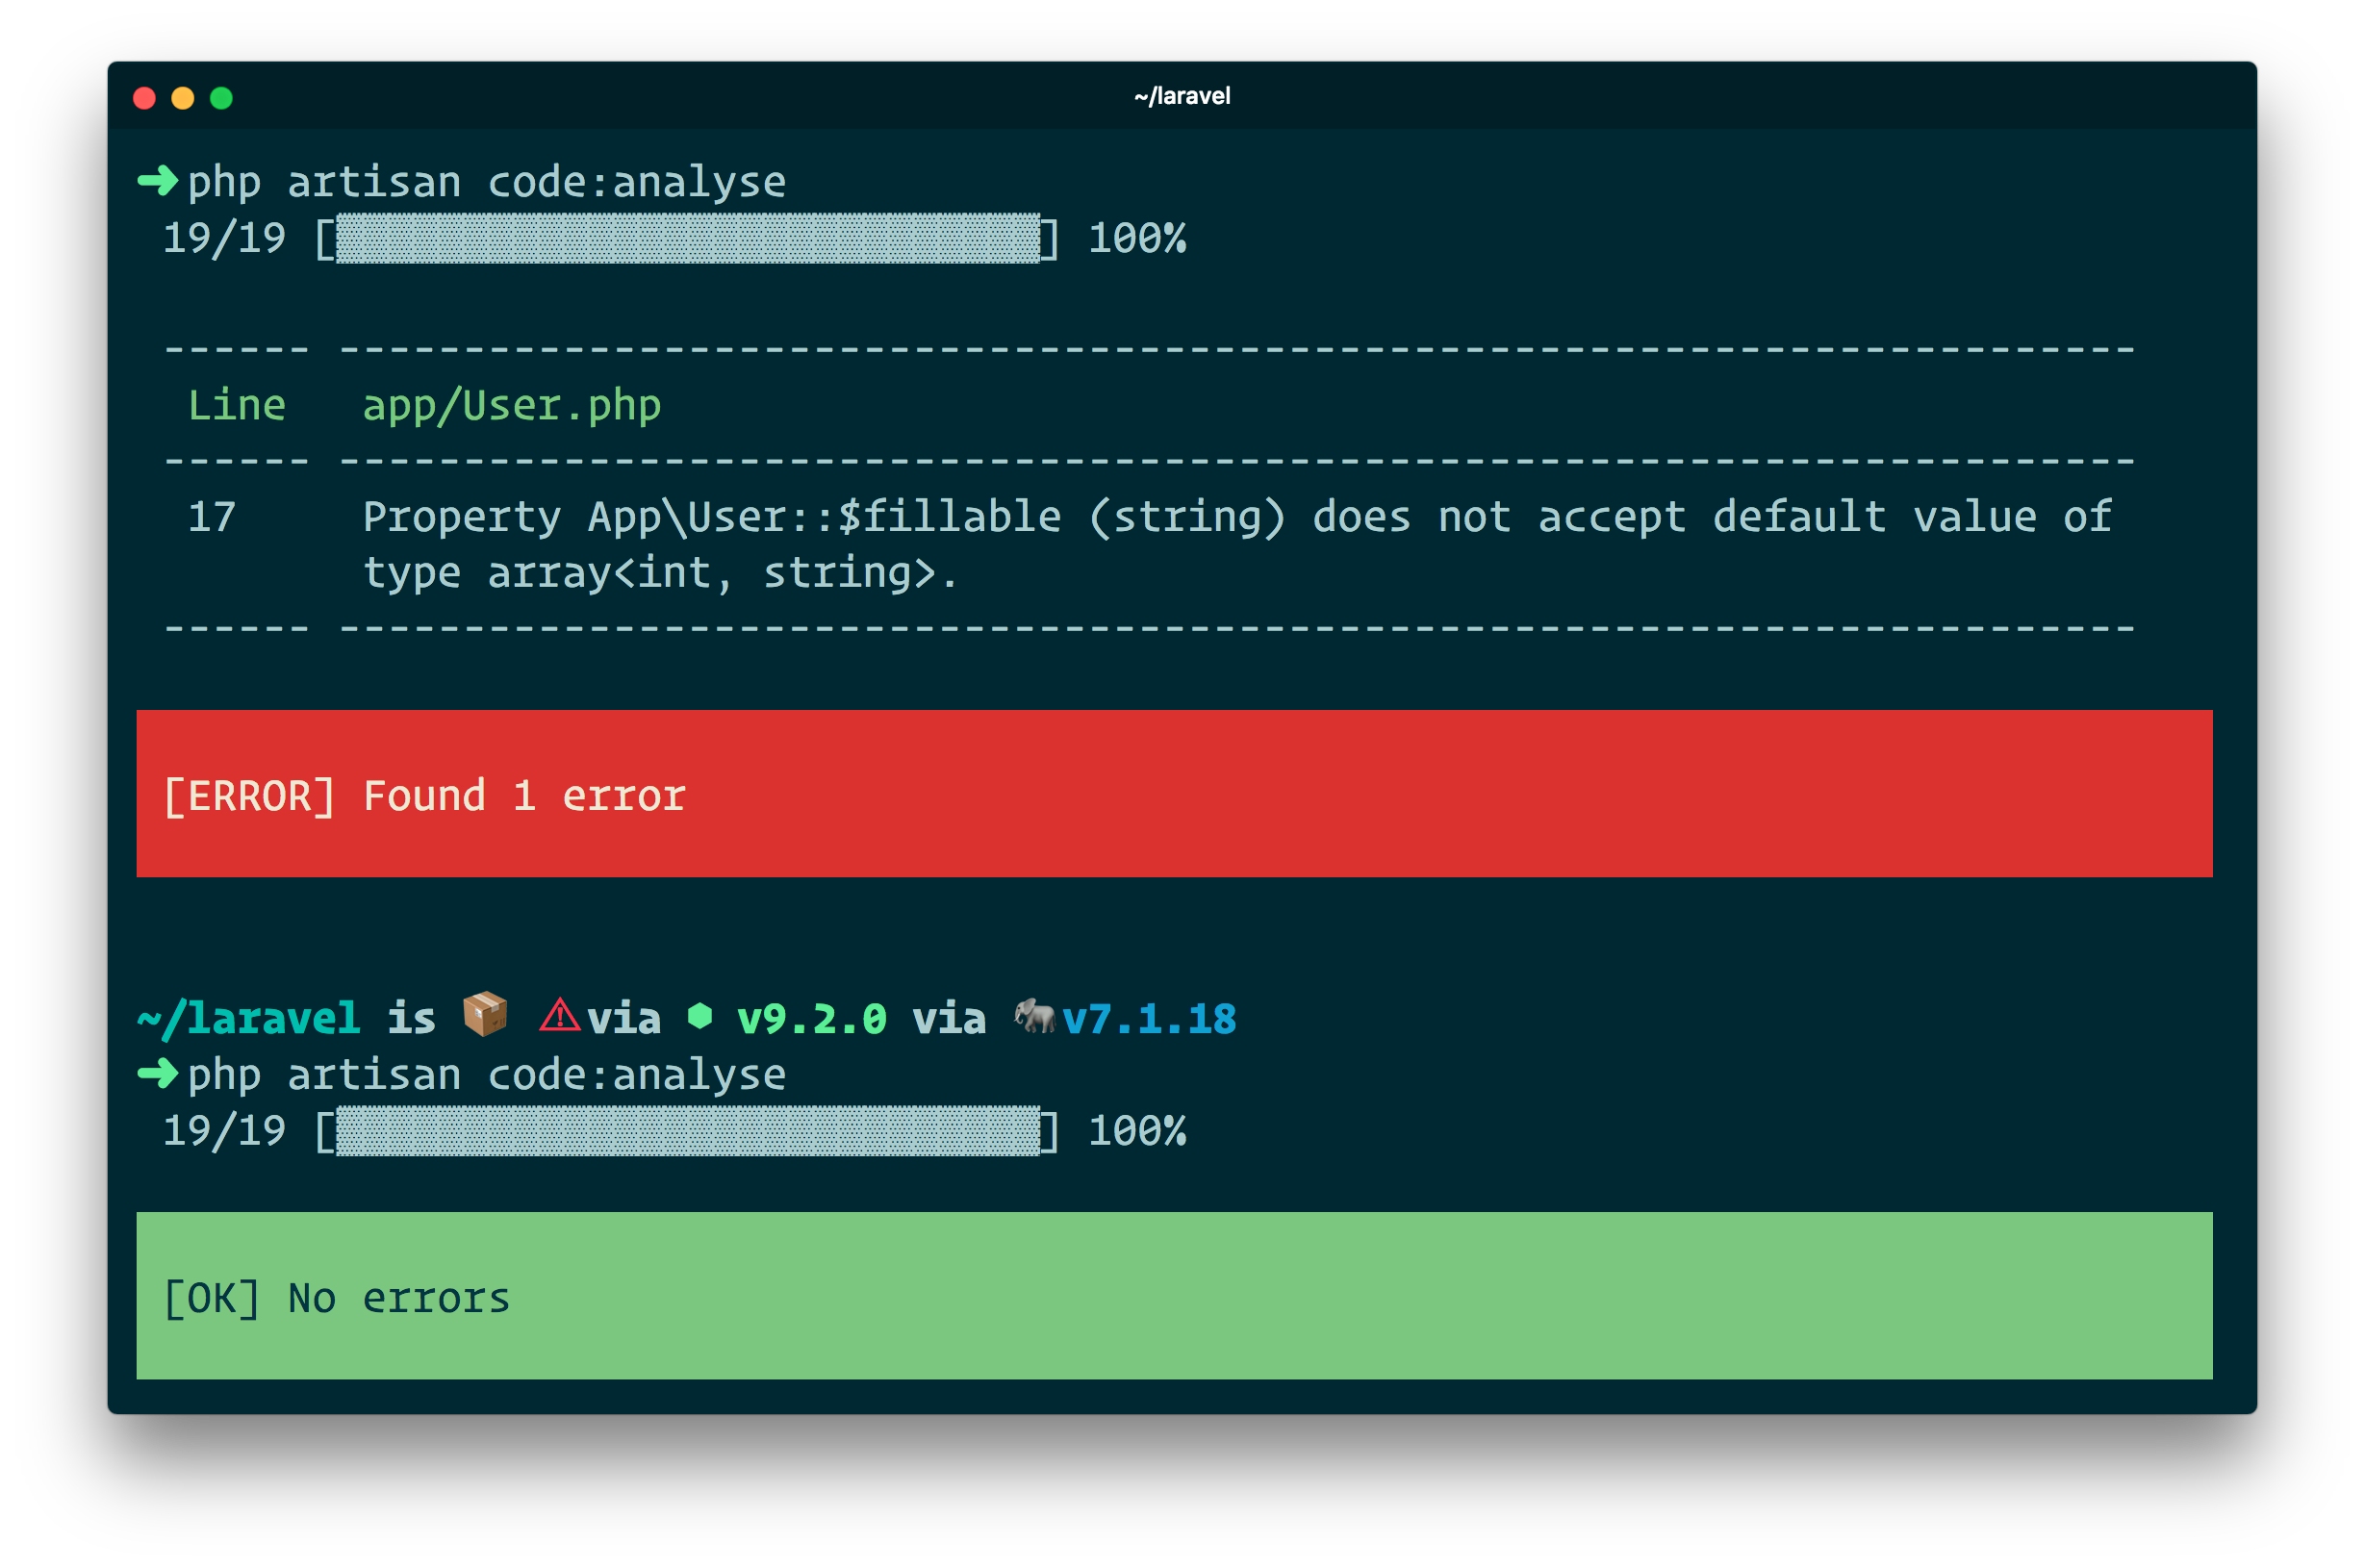 ~/laravel
➜ php artisan code:analyse
19/19 [▓▓▓▓▓▓▓▓▓▓▓▓▓▓▓▓▓▓▓▓▓▓▓▓▓▓▓▓] 100%
------ ------------------------------------------------------------------------
Line app/User.php
------ ------------------------------------------------------------------------
17 Property App\User::$fillable (string) does not accept default value of
type array<int, string>.
------ ------------------------------------------------------------------------
[ERROR] Found 1 error
~/laravel is 📦 ⚠via ⬢ v9.2.0 via 🐘v7.1.18
➜ php artisan code:analyse
19/19 [▓▓▓▓▓▓▓▓▓▓▓▓▓▓▓▓▓▓▓▓▓▓▓▓▓▓▓▓] 100%
[OK] No errors